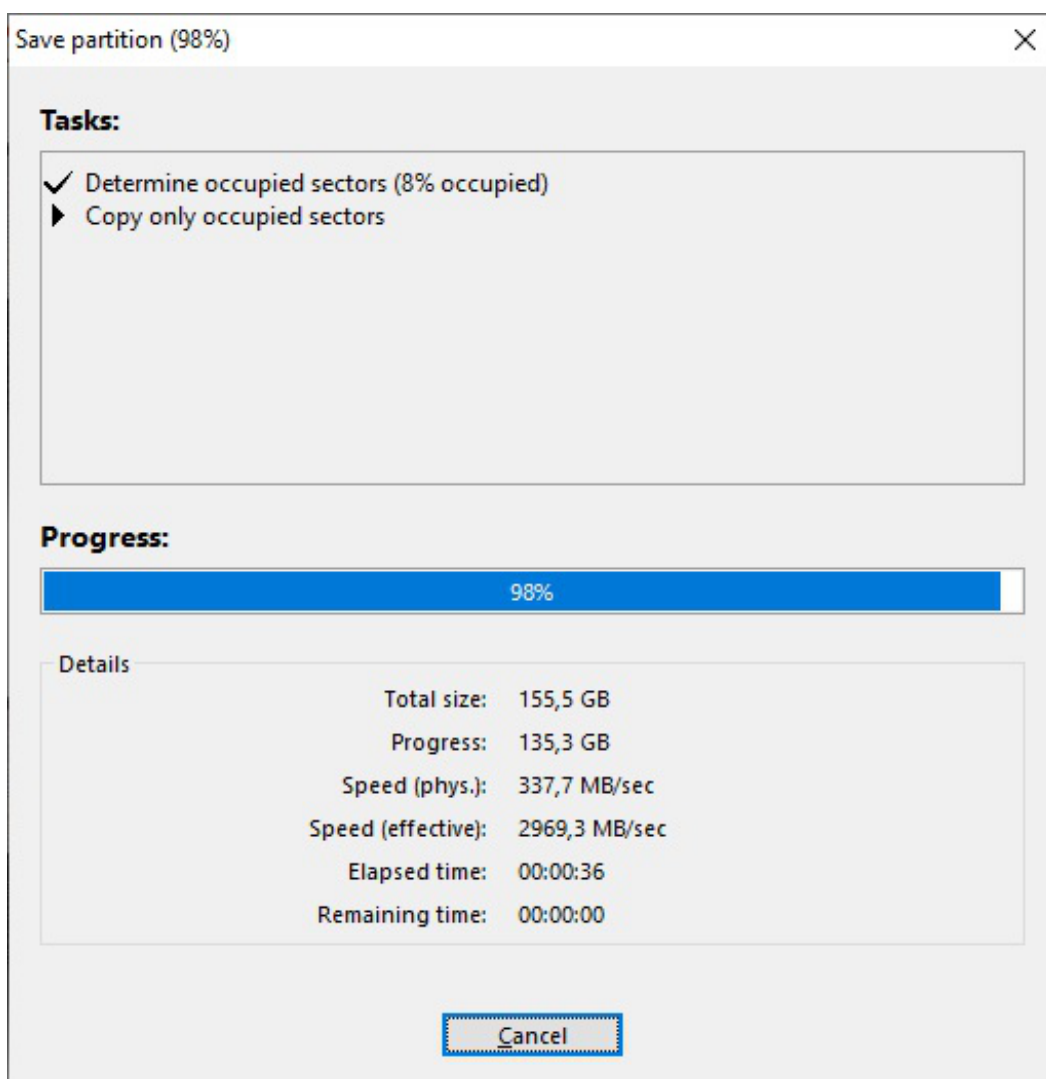 Save partition (98%)
Tasks:
Determine occupied sectors (8% occupied)
Copy only occupied sectors
Progress:
98%
Details
Total size: 155,5 GB
Progress: 135,3 GB
Speed (phys.): 337,7 MB/sec
Speed (effective): 2969,3 MB/sec
Elapsed time: 00:00:36
Remaining time: 00:00:00
Cancel